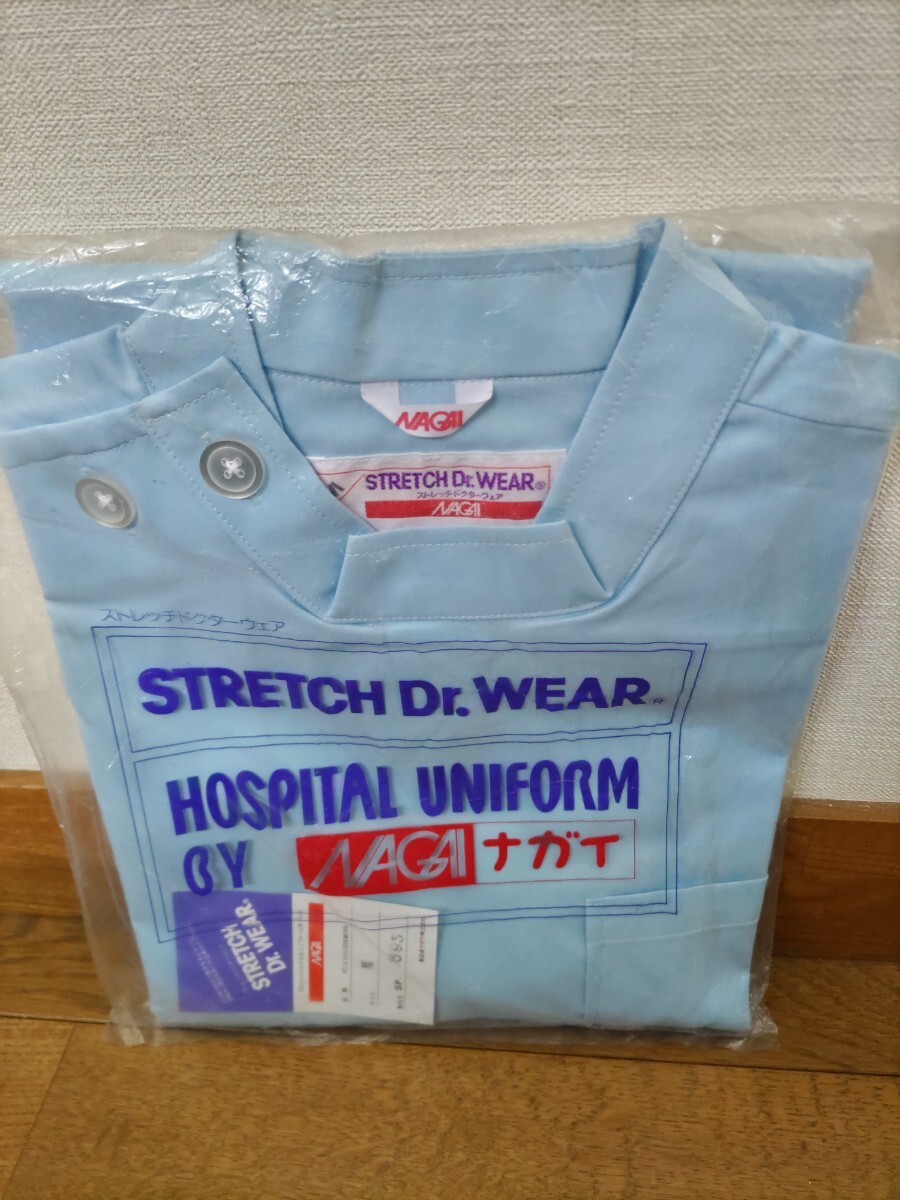 NAGAI
STRETCH Dr. WEAR®
ストレッチドクターウェア
NAGAI
ストレッチドクターウェア
STRETCH Dr. WEAR®
HOSPITAL UNIFORM
BY NAGAI ナガイ
STRETCH
Dr. WEAR.
NAGAI
M
SF 095